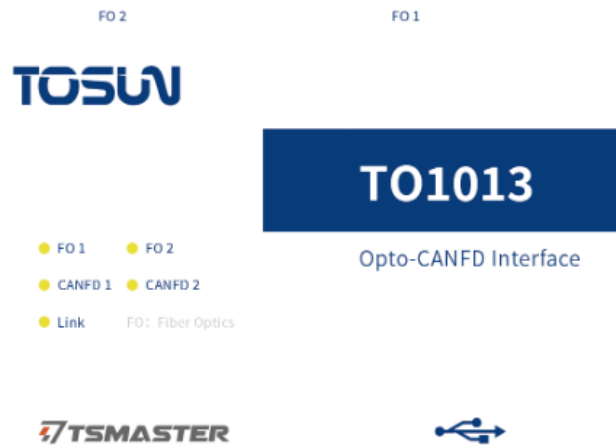 FO 2 FO 1
TOSUN
TO1013
Opto-CANFD Interface
FO 1 FO 2
CANFD 1 CANFD 2
Link FO: Fiber Optics
TSMASTER